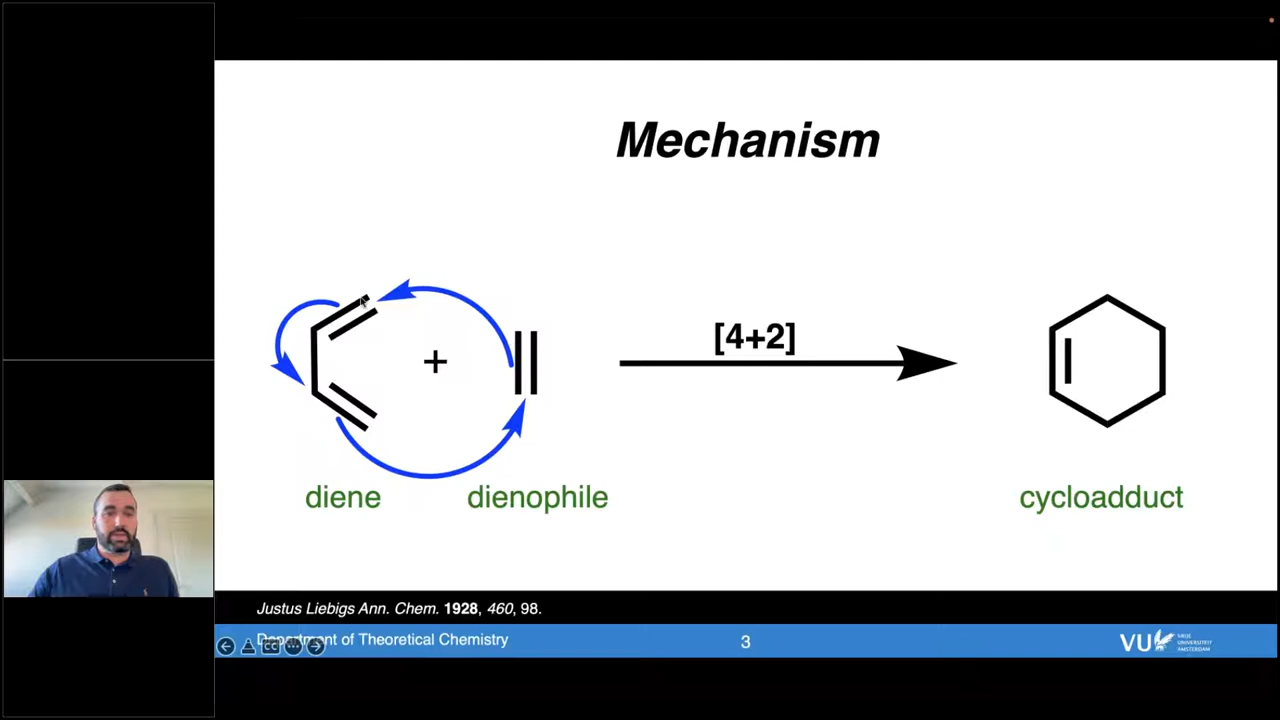 Mechanism
[4+2]
+
diene
dienophile
cycloadduct
Justus Liebigs Ann. Chem. 1928, 460, 98.
Department of Theoretical Chemistry
CC
3
VU
VRIJE
UNIVERSITEIT
AMSTERDAM